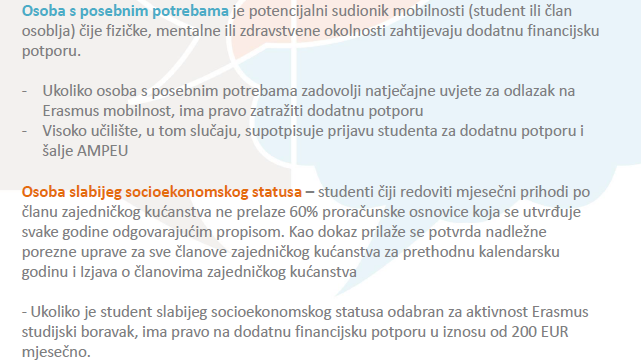 Osoba s posebnim potrebama je potencijalni sudionik mobilnosti (student ili član
osoblja) čije fizičke, mentalne ili zdravstvene okolnosti zahtijevaju dodatnu financijsku
potporu.
- Ukoliko osoba s posebnim potrebama zadovolji natječajne uvjete za odlazak na
Erasmus mobilnost, ima pravo zatražiti dodatnu potporu
- Visoko učilište, u tom slučaju, supotpisuje prijavu studenta za dodatnu potporu i
šalje AMPEU
Osoba slabijeg socioekonomskog statusa – studenti čiji redoviti mjesečni prihodi po
članu zajedničkog kućanstva ne prelaze 60% proračunske osnovice koja se utvrđuje
svake godine odgovarajućim propisom. Kao dokaz prilaže se potvrda nadležne
porezne uprave za sve članove zajedničkog kućanstva za prethodnu kalendarsku
godinu i Izjava o članovima zajedničkog kućanstva
- Ukoliko je student slabijeg socioekonomskog statusa odabran za aktivnost Erasmus
studijski boravak, ima pravo na dodatnu financijsku potporu u iznosu od 200 EUR
mjesečno.